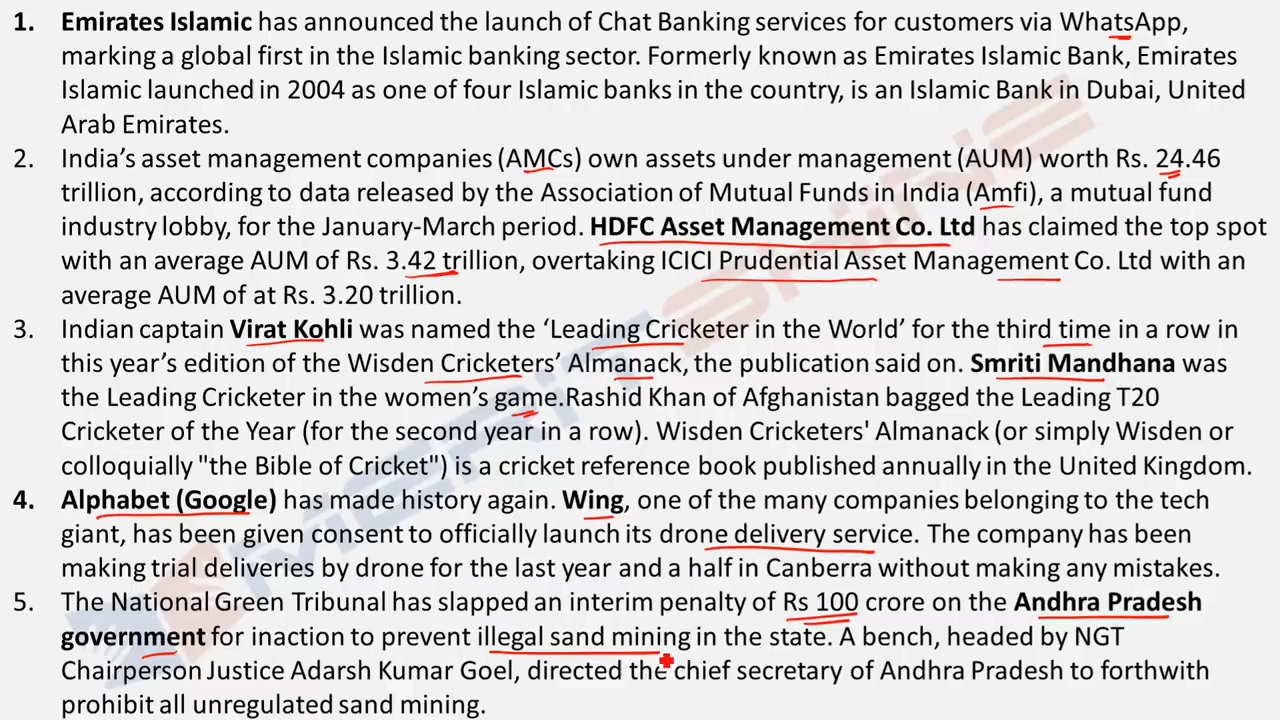 1. Emirates Islamic has announced the launch of Chat Banking services for customers via WhatsApp,
marking a global first in the Islamic banking sector. Formerly known as Emirates Islamic Bank, Emirates
Islamic launched in 2004 as one of four Islamic banks in the country, is an Islamic Bank in Dubai, United
Arab Emirates.
2. India’s asset management companies (AMCs) own assets under management (AUM) worth Rs. 24.46
trillion, according to data released by the Association of Mutual Funds in India (Amfi), a mutual fund
industry lobby, for the January-March period. HDFC Asset Management Co. Ltd has claimed the top spot
with an average AUM of Rs. 3.42 trillion, overtaking ICICI Prudential Asset Management Co. Ltd with an
average AUM of at Rs. 3.20 trillion.
3. Indian captain Virat Kohli was named the ‘Leading Cricketer in the World’ for the third time in a row in
this year’s edition of the Wisden Cricketers’ Almanack, the publication said on. Smriti Mandhana was
the Leading Cricketer in the women’s game.Rashid Khan of Afghanistan bagged the Leading T20
Cricketer of the Year (for the second year in a row). Wisden Cricketers' Almanack (or simply Wisden or
colloquially "the Bible of Cricket") is a cricket reference book published annually in the United Kingdom.
4. Alphabet (Google) has made history again. Wing, one of the many companies belonging to the tech
giant, has been given consent to officially launch its drone delivery service. The company has been
making trial deliveries by drone for the last year and a half in Canberra without making any mistakes.
5. The National Green Tribunal has slapped an interim penalty of Rs 100 crore on the Andhra Pradesh
government for inaction to prevent illegal sand mining in the state. A bench, headed by NGT
Chairperson Justice Adarsh Kumar Goel, directed the chief secretary of Andhra Pradesh to forthwith
prohibit all unregulated sand mining.
MERITSHINE